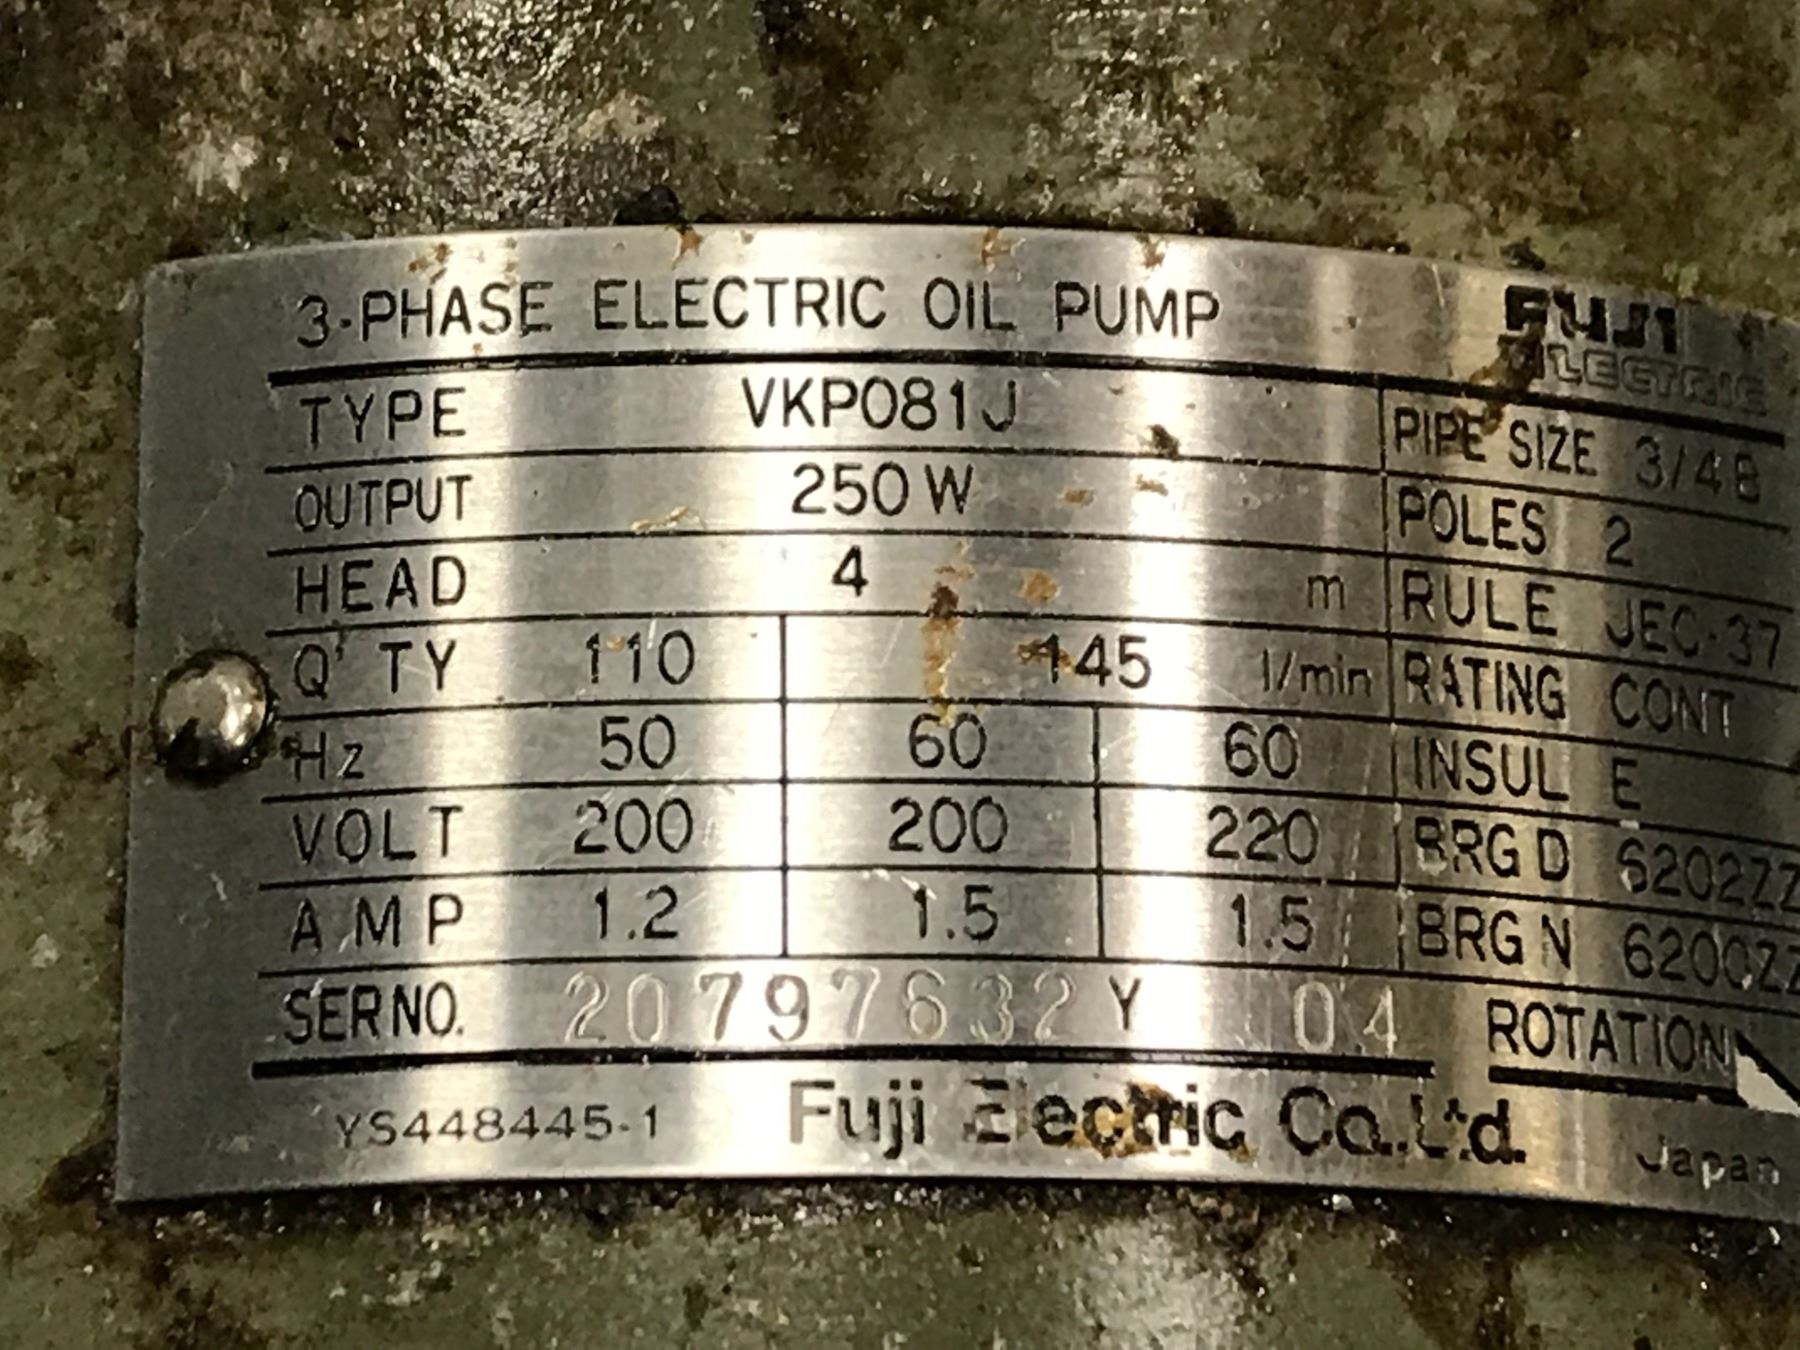 3-PHASE ELECTRIC OIL PUMP
FUJI
ELECTRIC
TYPE VKP081J PIPE SIZE 3/4B
OUTPUT 250W POLES 2
HEAD 4 m RULE JEC-37
Q'TY 110 145 l/min RATING CONT
Hz 50 60 60 INSUL E
VOLT 200 200 220 BRG D 6202ZZ
AMP 1.2 1.5 1.5 BRG N 6200ZZ
SER NO. 20797632Y 04 ROTATION
YS448445-1 Fuji Electric Co.,Ltd. Japan